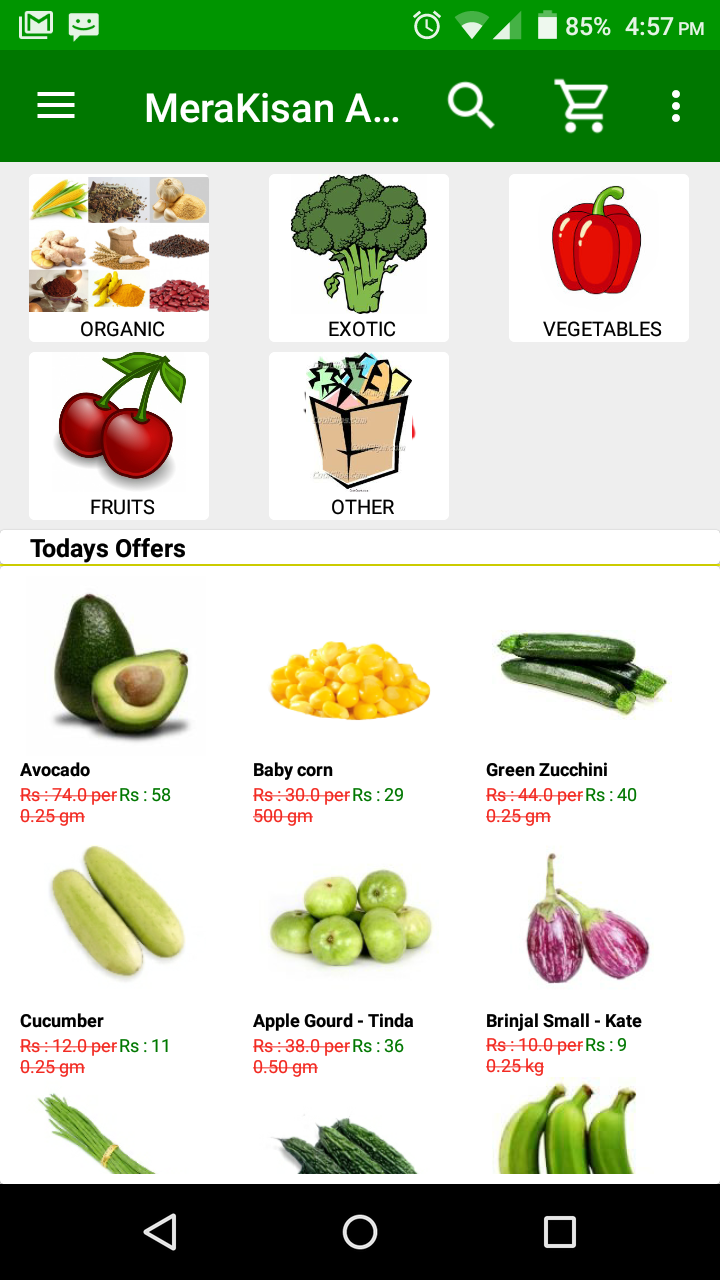 85% 4:57 PM
MeraKisan A...
ORGANIC
EXOTIC
VEGETABLES
FRUITS
OTHER
Todays Offers
Avocado
Rs : 74.0 per Rs : 58
0.25 gm
Baby corn
Rs : 30.0 per Rs : 29
500 gm
Green Zucchini
Rs : 44.0 per Rs : 40
0.25 gm
Cucumber
Rs : 12.0 per Rs : 11
0.25 gm
Apple Gourd - Tinda
Rs : 38.0 per Rs : 36
0.50 gm
Brinjal Small - Kate
Rs : 10.0 per Rs : 9
0.25 kg